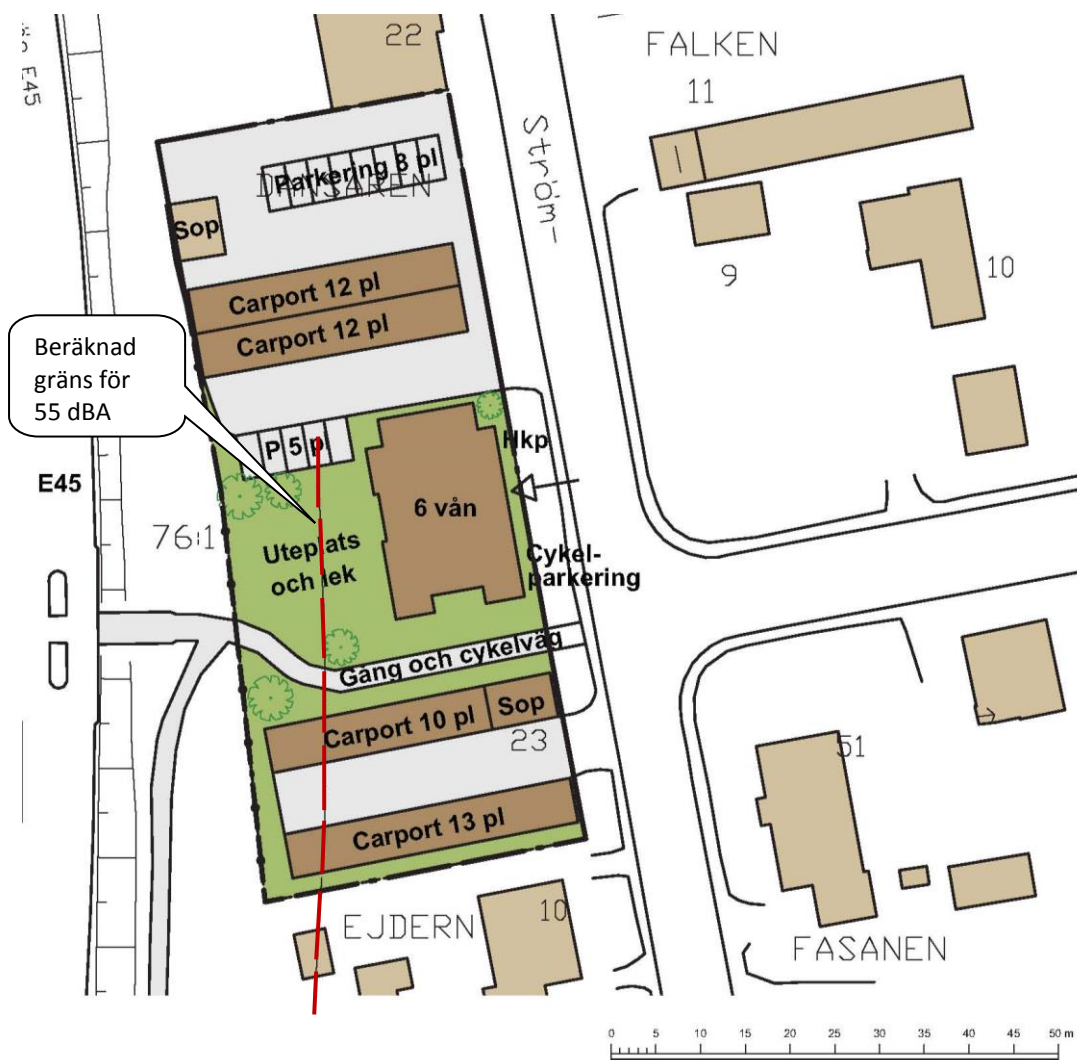 22
FALKEN
11
E45
Ström-
Parkering 8 pl
Sop
9
10
Carport 12 pl
Carport 12 pl
Beräknad
gräns för
55 dBA
P 5 pl
Hkp
E45
6 vån
76:1
Uteplats
och lek
Cykel-
parkering
Gång och cykelväg
Carport 10 pl
Sop
23
51
Carport 13 pl
EJDERN
10
FASANEN
0 5 10 15 20 25 30 35 40 45 50 m